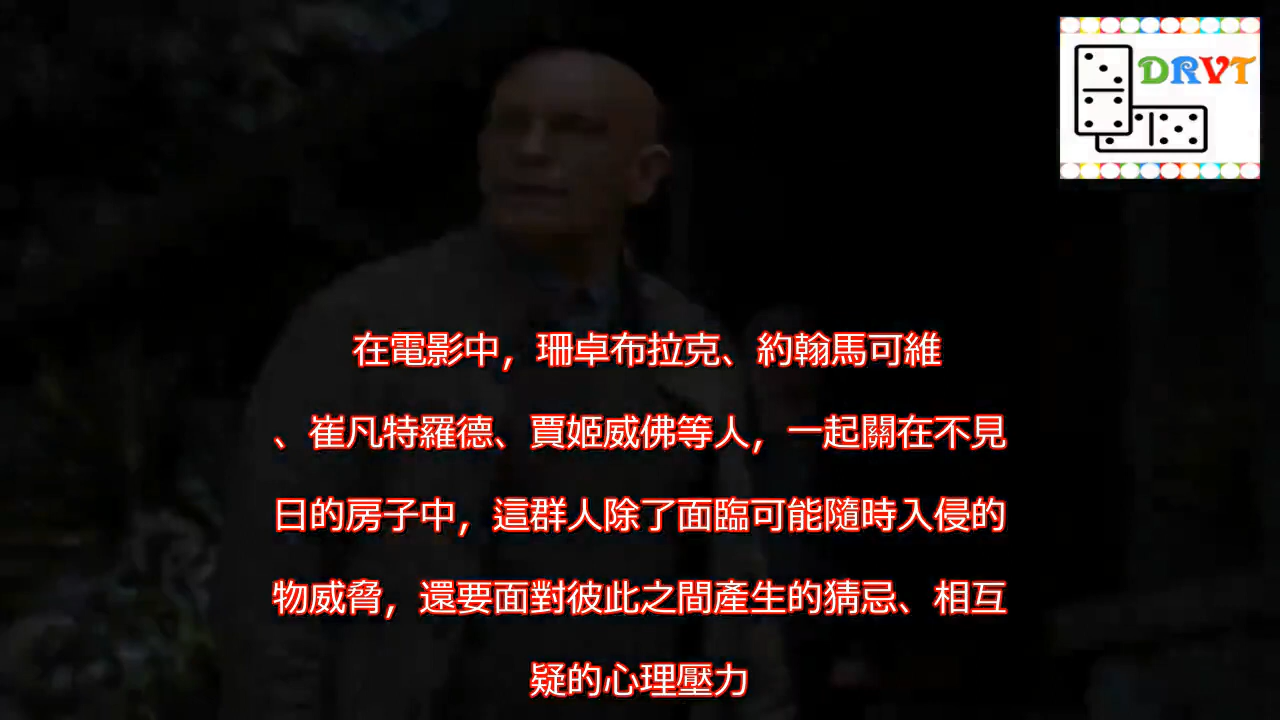 DRVT
在電影中，珊卓布拉克、約翰馬可維
、崔凡特羅德、賈姬威佛等人，一起關在不見
日的房子中，這群人除了面臨可能隨時入侵的
物威脅，還要面對彼此之間產生的猜忌、相互
疑的心理壓力